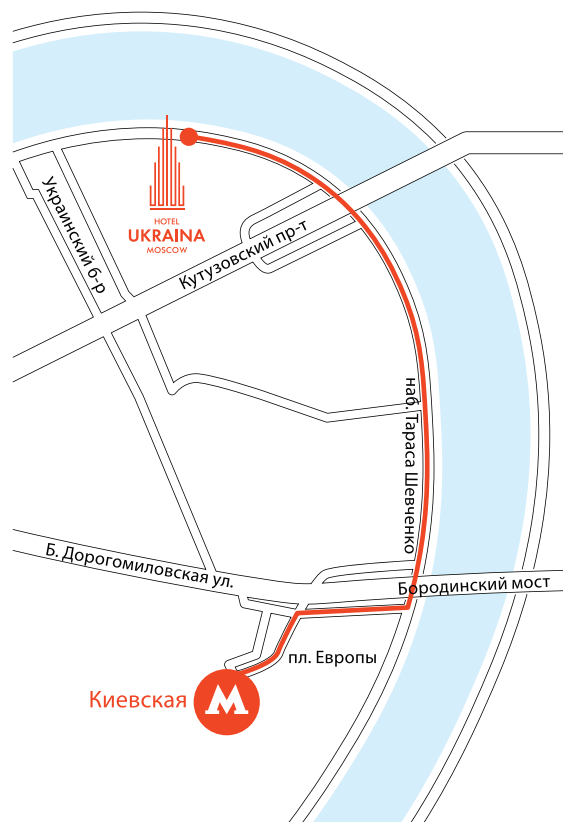 HOTEL
UKRAINA
MOSCOW
Украинский б-р
Кутузовский пр-т
наб. Тараса Шевченко
Б. Дорогомиловская ул.
Бородинский мост
пл. Европы
Киевская
М